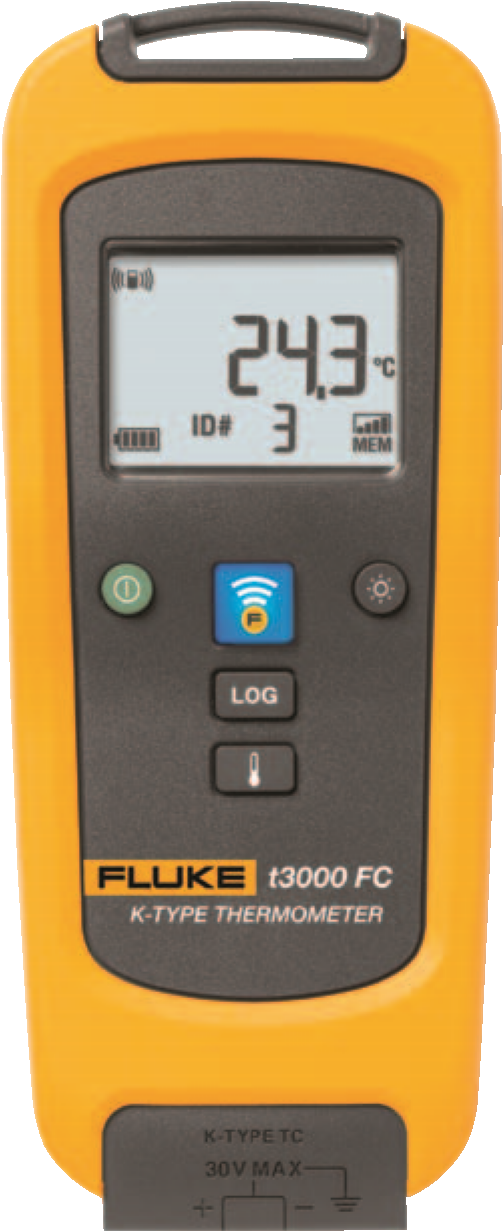 24.3 °C
ID# 3
MEM
F
LOG
FLUKE t3000 FC
K-TYPE THERMOMETER
K-TYPE TC
30V MAX
+ −